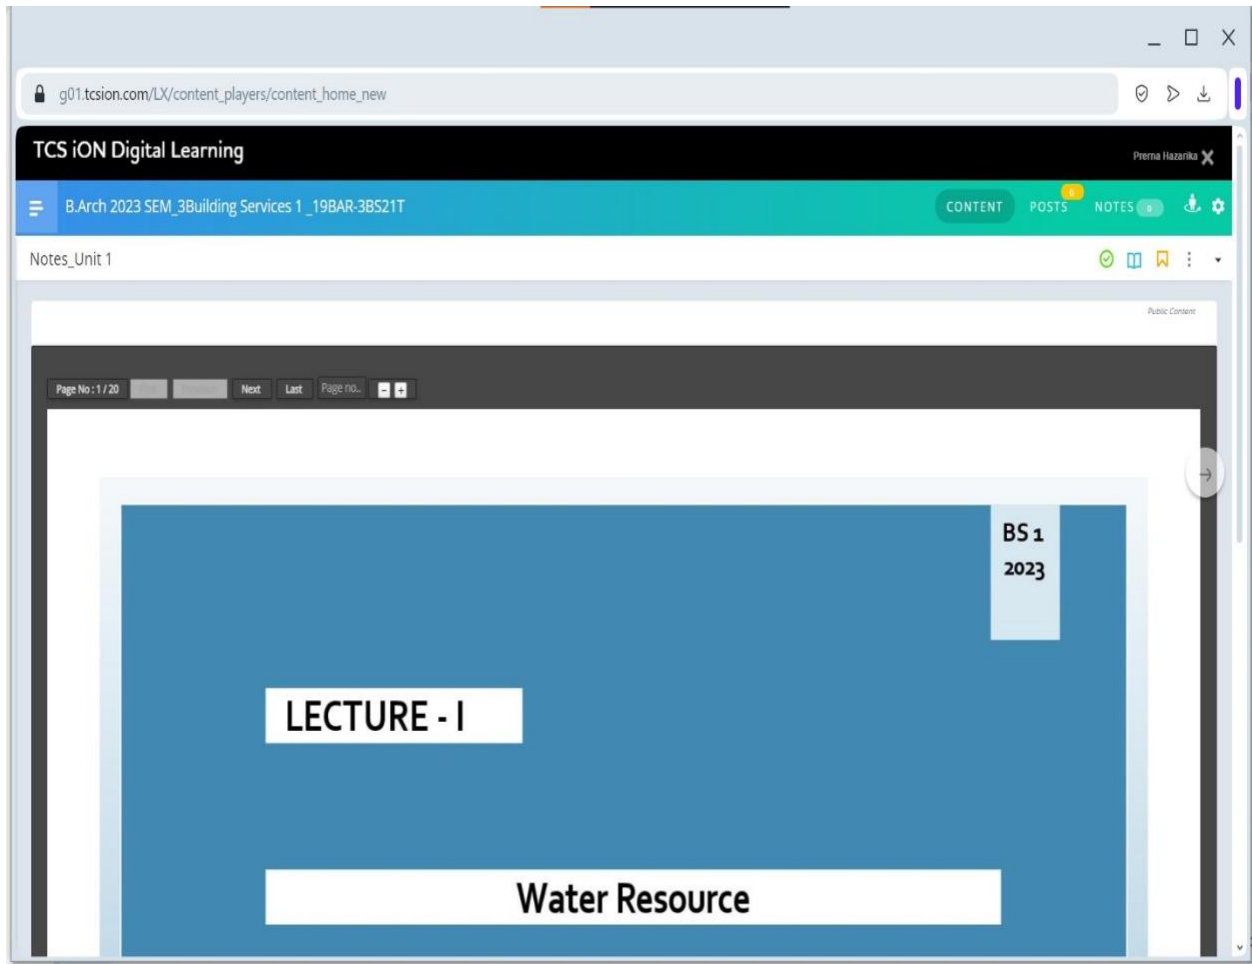 g01.tcsion.com/LX/content_players/content_home_new
TCS iON Digital Learning
Prerna Hazarika
B.Arch 2023 SEM_3Building Services 1 _19BAR-3BS21T
CONTENT
POSTS
0
NOTES
0
Notes_Unit 1
Public Content
Page No : 1 / 20
Next
Last
Page no..
BS 1
2023
LECTURE - I
Water Resource